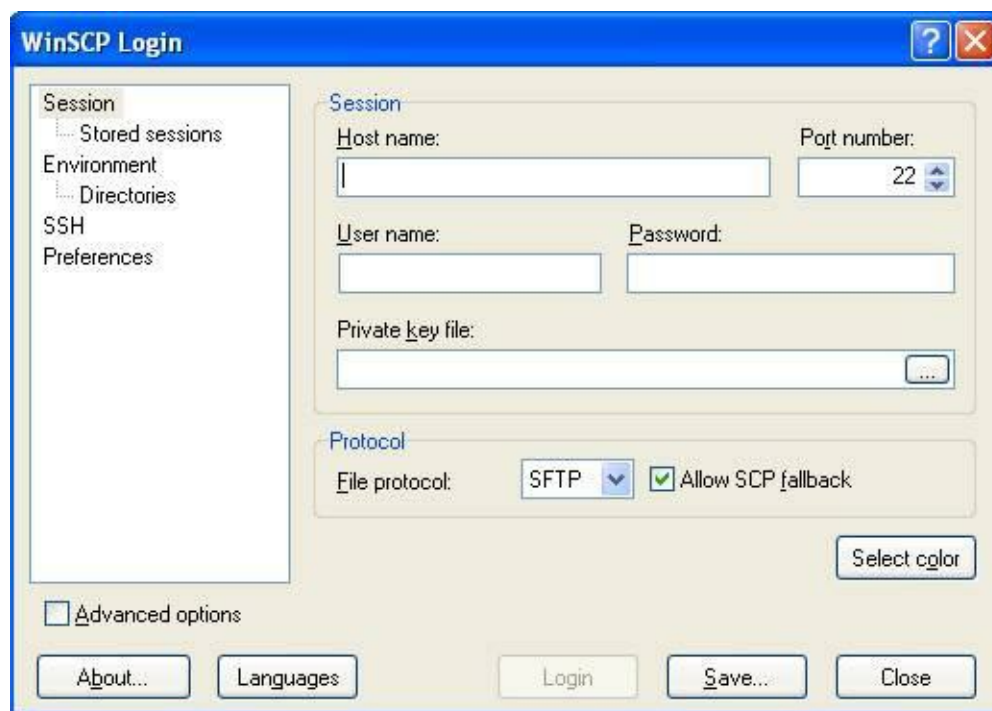 WinSCP Login
Session
Stored sessions
Environment
Directories
SSH
Preferences
Session
Host name: Port number:
22
User name: Password:
Private key file:
...
Protocol
File protocol: SFTP Allow SCP fallback
Select color
Advanced options
About... Languages Login Save... Close